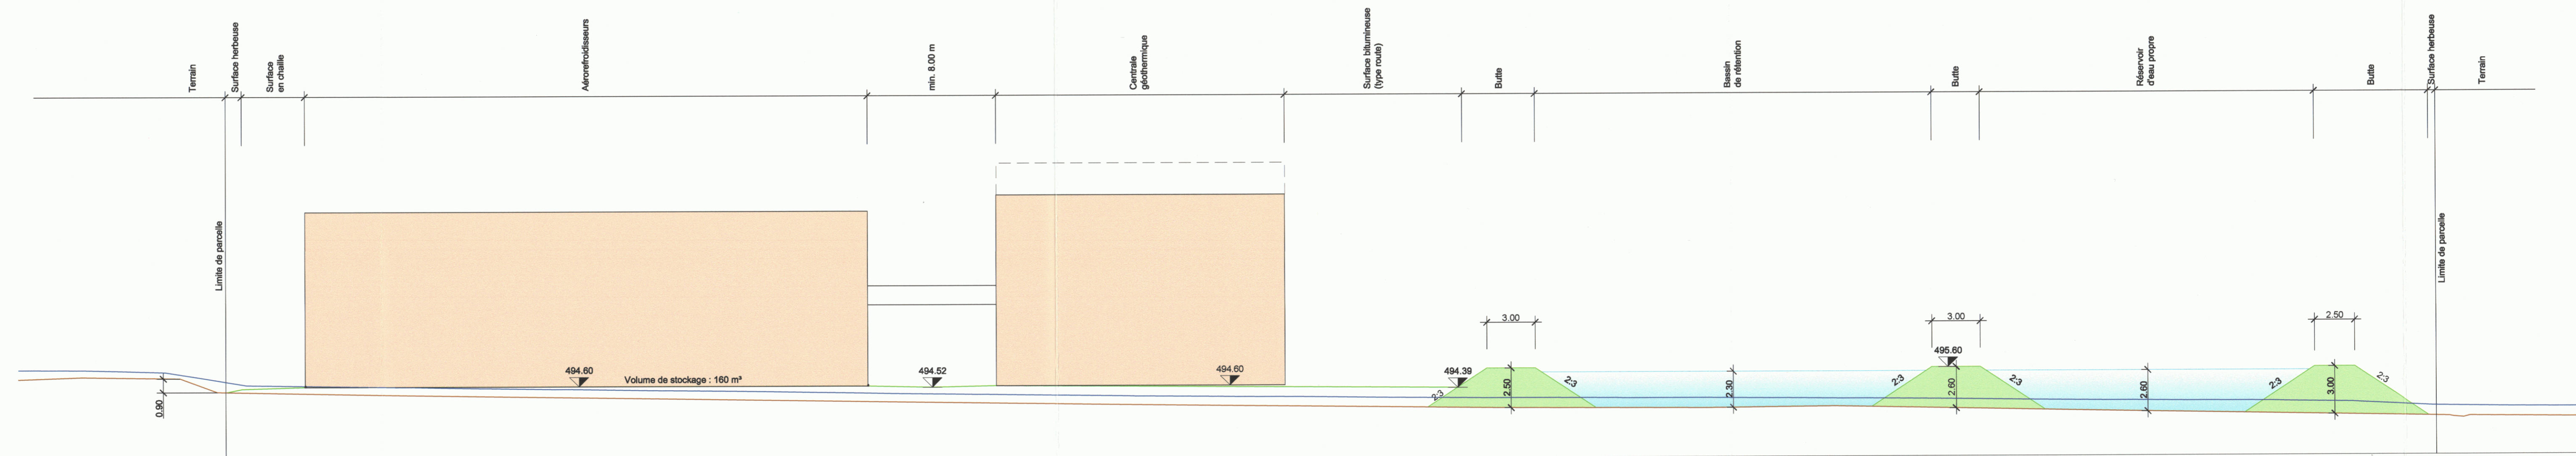 Terrain
Surface herbeuse
Surface
en chaille
Aérorefroidisseurs
min. 8.00 m
Centrale
géothermique
Surface bitumineuse
(type route)
Butte
Bassin
de rétention
Butte
Réservoir
d'eau propre
Butte
Surface herbeuse
Terrain
Limite de parcelle
Limite de parcelle
3.00
3.00
2.50
494.60
Volume de stockage : 160 m³
494.52
494.60
494.39
495.60
0.90
2:3
2.50
2:3
2.30
2:3
2.60
2:3
2.60
2:3
3.00
2:3